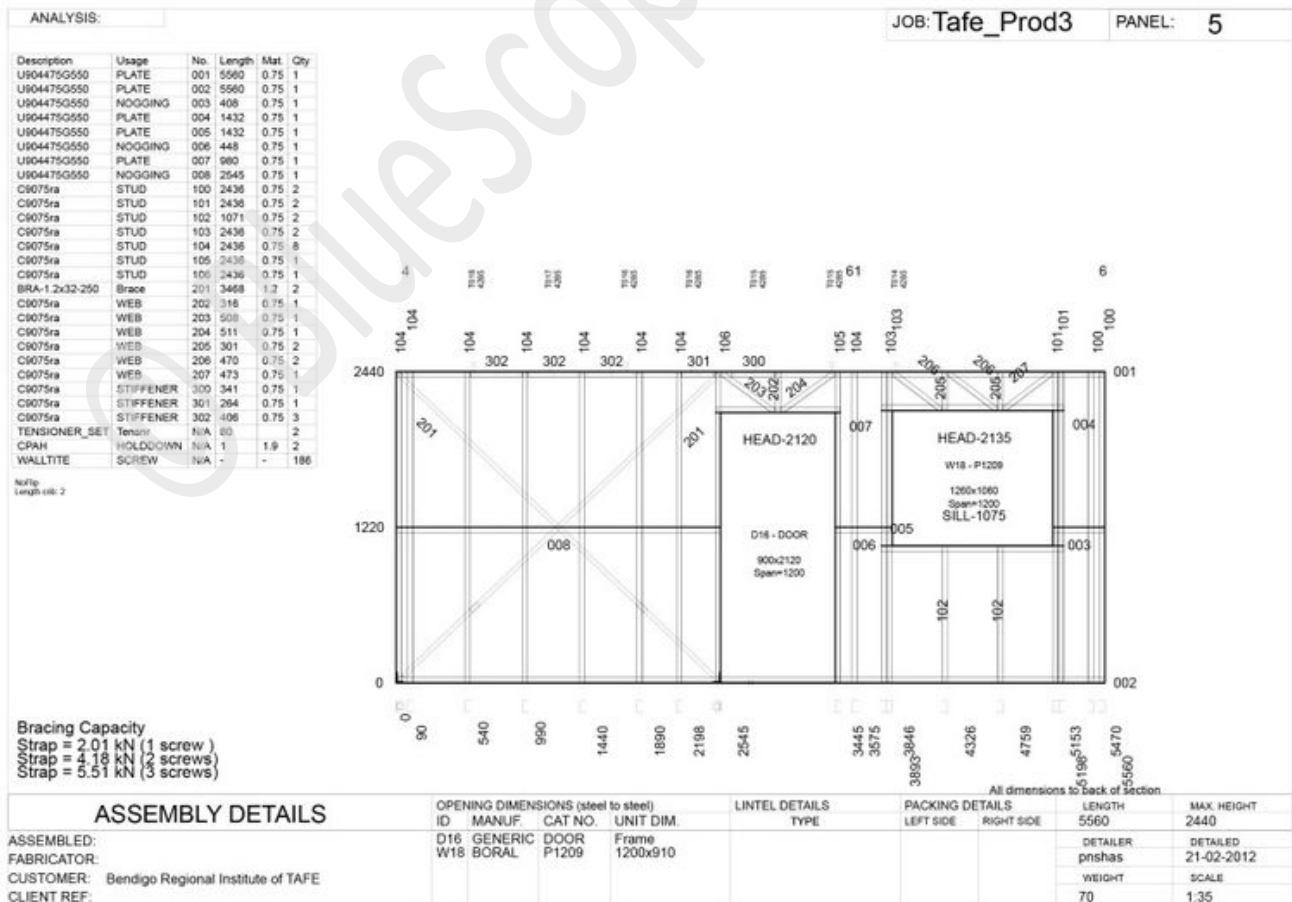 ANALYSIS:
JOB: Tafe_Prod3 PANEL: 5
Description Usage No. Length Mat. Qty
U904475G550 PLATE 001 5560 0.75 1
U904475G550 PLATE 002 5560 0.75 1
U904475G550 NOGGING 003 408 0.75 1
U904475G550 PLATE 004 1432 0.75 1
U904475G550 PLATE 005 1432 0.75 1
U904475G550 NOGGING 006 448 0.75 1
U904475G550 PLATE 007 980 0.75 1
U904475G550 NOGGING 008 2545 0.75 1
C9075ra STUD 100 2436 0.75 2
C9075ra STUD 101 2436 0.75 2
C9075ra STUD 102 1071 0.75 2
C9075ra STUD 103 2436 0.75 2
C9075ra STUD 104 2436 0.75 8
C9075ra STUD 105 2436 0.75 1
C9075ra STUD 106 2436 0.75 1
BRA-1.2x32-250 Brace 201 3468 1.2 2
C9075ra WEB 202 316 0.75 1
C9075ra WEB 203 508 0.75 1
C9075ra WEB 204 511 0.75 1
C9075ra WEB 205 301 0.75 2
C9075ra WEB 206 470 0.75 2
C9075ra WEB 207 473 0.75 1
C9075ra STIFFENER 300 341 0.75 1
C9075ra STIFFENER 301 264 0.75 1
C9075ra STIFFENER 302 406 0.75 3
TENSIONER_SET Tensnr N/A 80 2
CPAH HOLDDOWN N/A 1 1.9 2
WALLTITE SCREW N/A - - 186
NoFlip
© BlueScop
4 61 6
104 104 104 104 104 104 104 106 105 104 103 103 101 101 100 100
302 302 302 301 300
2440 001
203 202 204 206 205 206 205 207
201 201 007 004
HEAD-2120 HEAD-2135
W18 - P1209
1260x1060
Span=1200
SILL-1075
1220 005
D16 - DOOR
008 006 003
900x2120
Span=1200
102 102
0 002
0 90 540 990 1440 1890 2198 2545 3445 3575 3846 3893 4326 4759 5153 5198 5470 5560
Bracing Capacity
Strap = 2.01 kN (1 screw )
Strap = 4.18 kN (2 screws)
Strap = 5.51 kN (3 screws)
All dimensions to back of section
ASSEMBLY DETAILS
ASSEMBLED:
FABRICATOR:
CUSTOMER: Bendigo Regional Institute of TAFE
CLIENT REF:
OPENING DIMENSIONS (steel to steel)
ID MANUF. CAT NO. UNIT DIM.
D16 GENERIC DOOR Frame
W18 BORAL P1209 1200x910
LINTEL DETAILS
TYPE
PACKING DETAILS
LEFT SIDE RIGHT SIDE
LENGTH MAX. HEIGHT
5560 2440
DETAILER DETAILED
pnshas 21-02-2012
WEIGHT SCALE
70 1:35